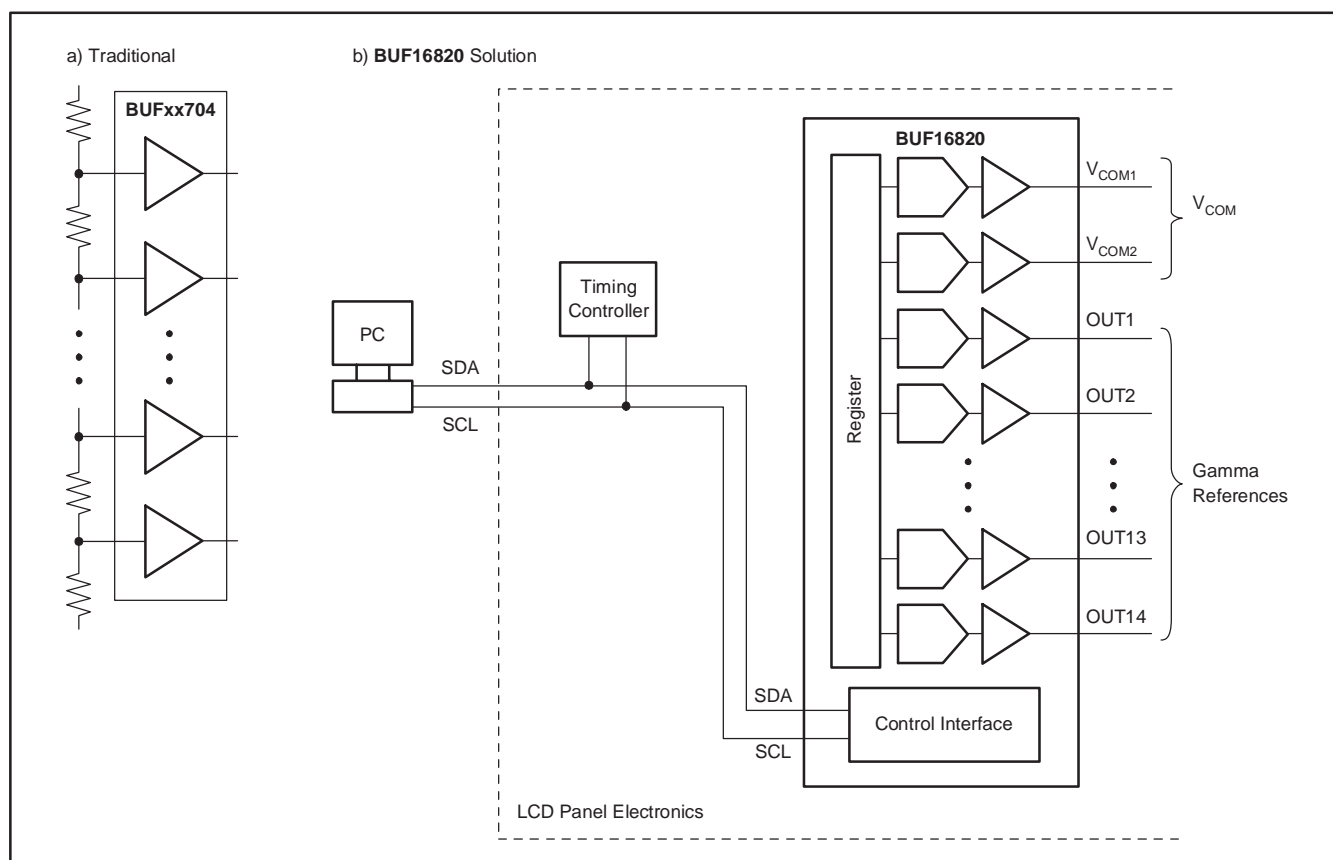 a) Traditional
BUFxx704
b) BUF16820 Solution
BUF16820
VCOM1
VCOM
VCOM2
Timing
Controller
PC
OUT1
SDA
OUT2
SCL
Register
Gamma
References
OUT13
OUT14
SDA
Control Interface
SCL
LCD Panel Electronics